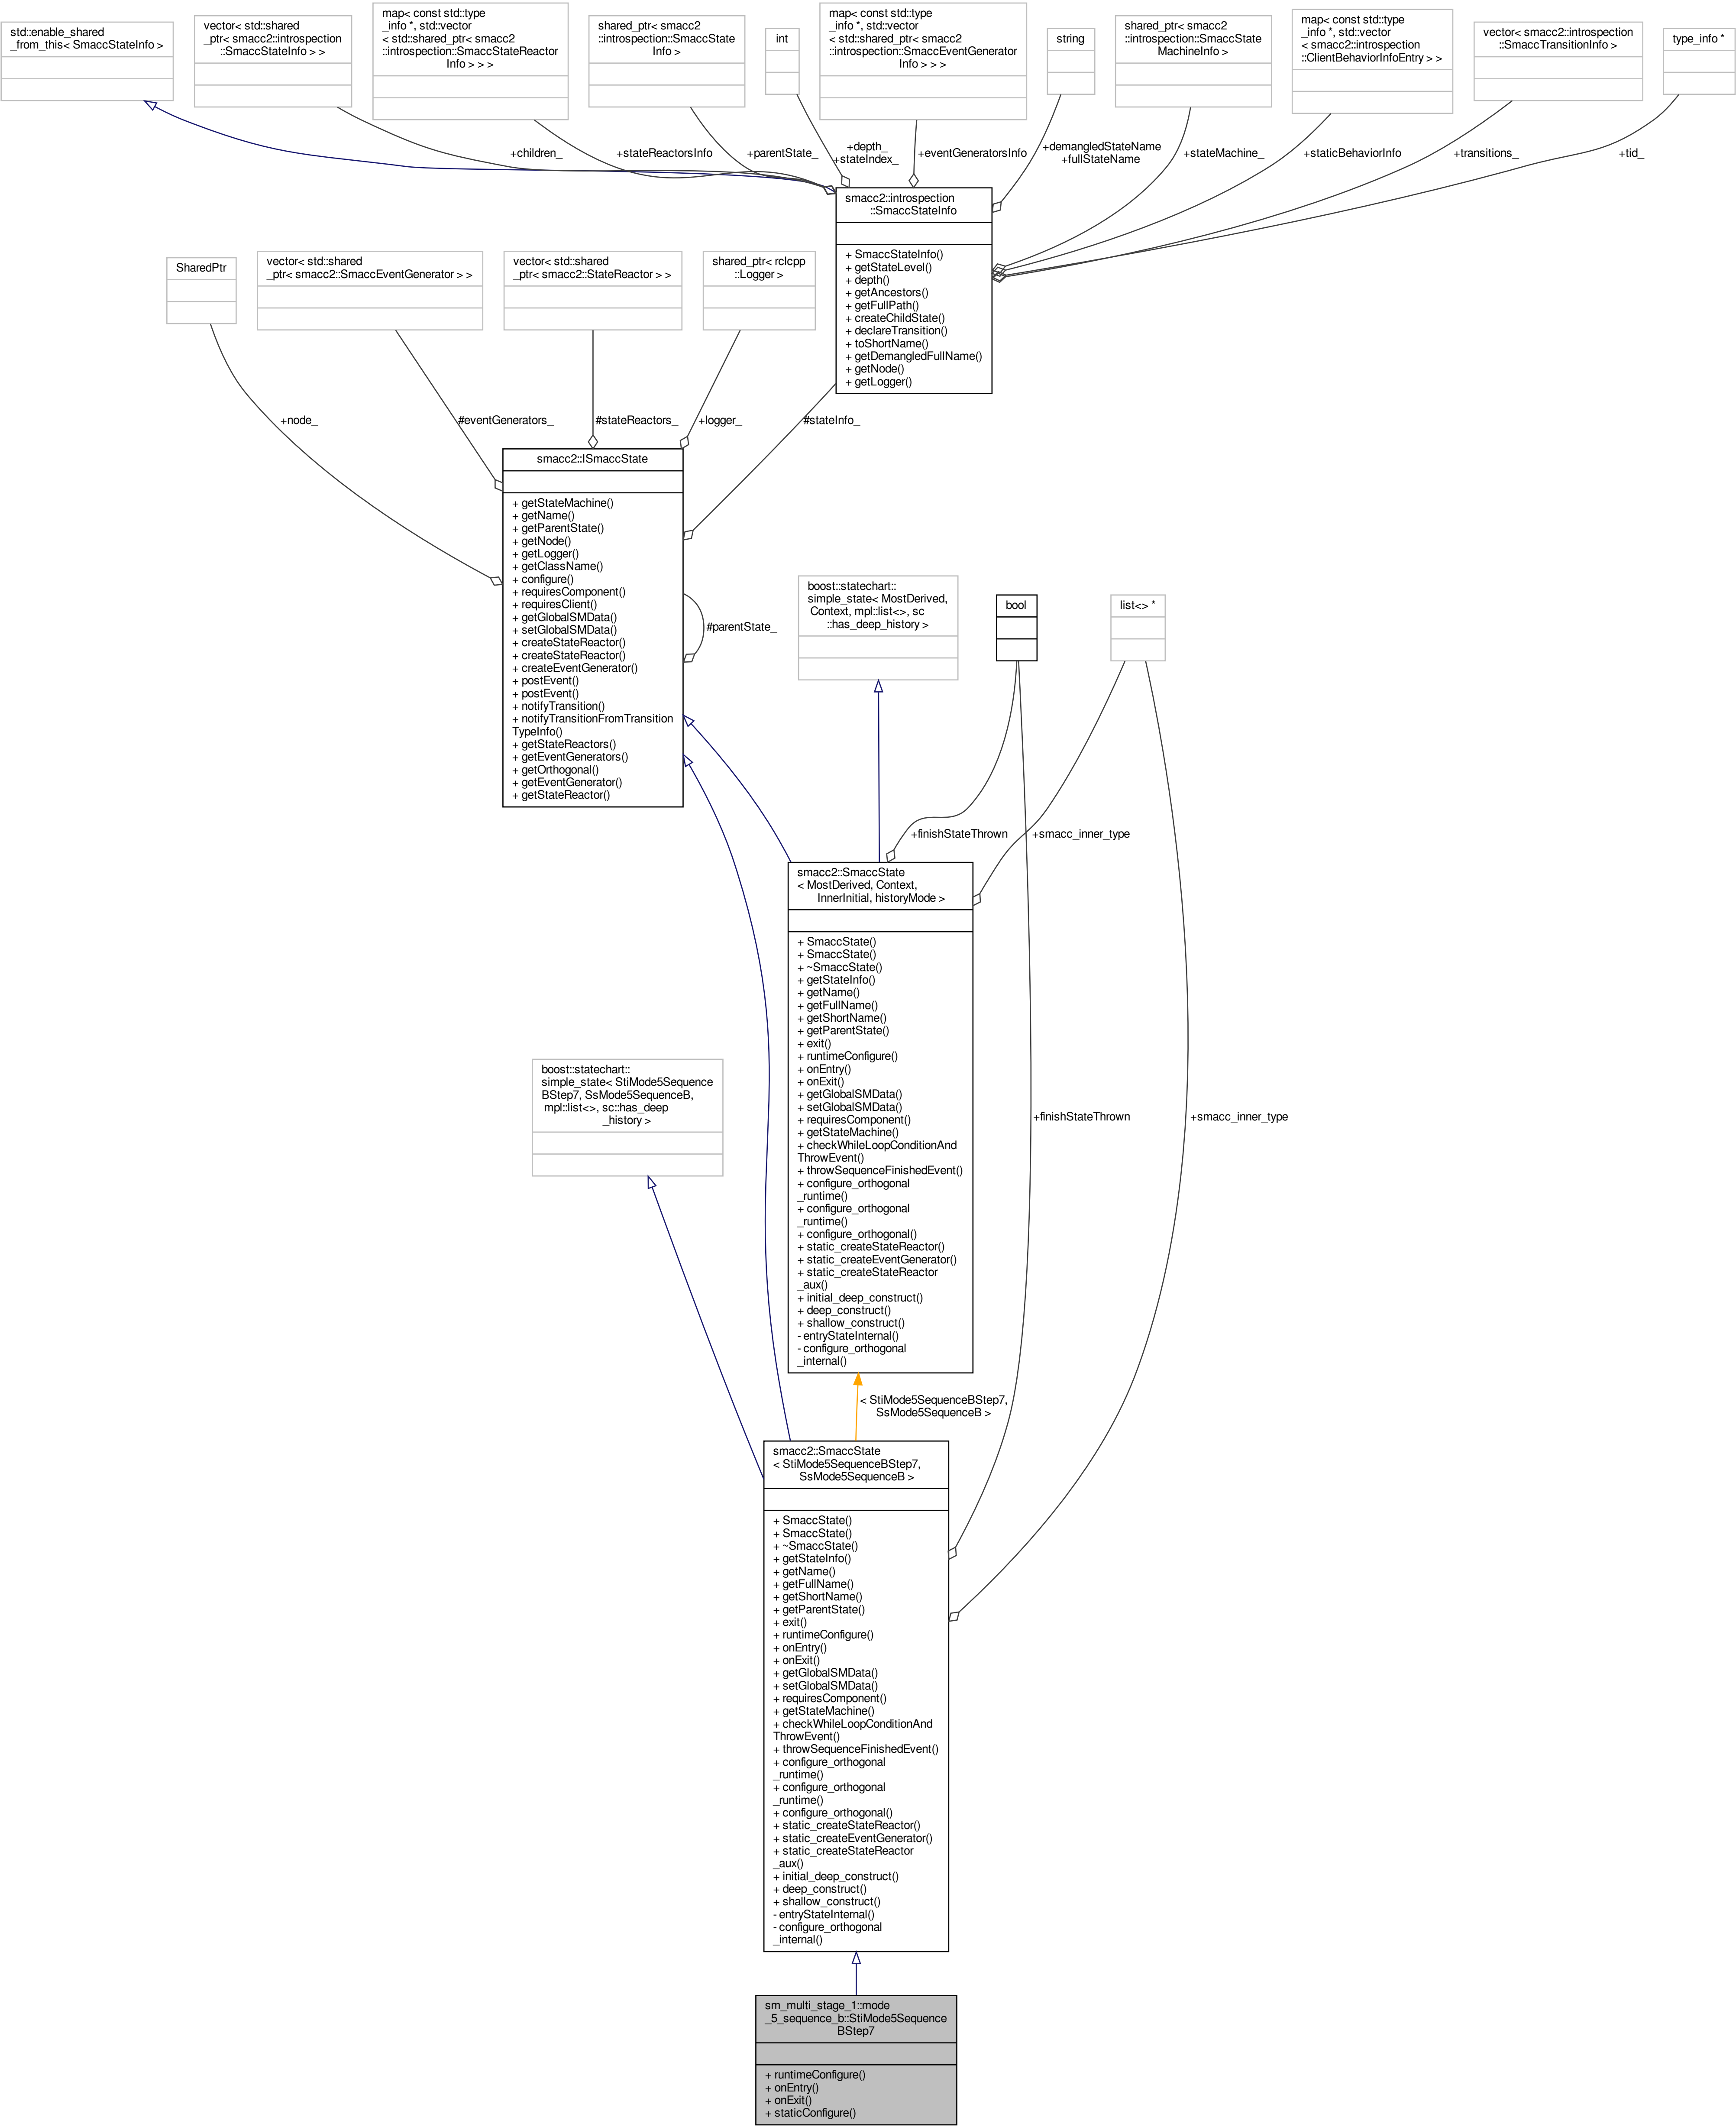 std::enable_shared
_from_this< SmaccStateInfo >
vector< std::shared
_ptr< smacc2::introspection
::SmaccStateInfo > >
map< const std::type
_info *, std::vector
< std::shared_ptr< smacc2
::introspection::SmaccStateReactor
Info > > >
shared_ptr< smacc2
::introspection::SmaccState
Info >
int
map< const std::type
_info *, std::vector
< std::shared_ptr< smacc2
::introspection::SmaccEventGenerator
Info > > >
string
shared_ptr< smacc2
::introspection::SmaccState
MachineInfo >
map< const std::type
_info *, std::vector
< smacc2::introspection
::ClientBehaviorInfoEntry > >
vector< smacc2::introspection
::SmaccTransitionInfo >
type_info *
+children_
+stateReactorsInfo
+parentState_
+depth_
+stateIndex_
+eventGeneratorsInfo
+demangledStateName
+fullStateName
+stateMachine_
+staticBehaviorInfo
+transitions_
+tid_
smacc2::introspection
::SmaccStateInfo
+ SmaccStateInfo()
+ getStateLevel()
+ depth()
+ getAncestors()
+ getFullPath()
+ createChildState()
+ declareTransition()
+ toShortName()
+ getDemangledFullName()
+ getNode()
+ getLogger()
SharedPtr
vector< std::shared
_ptr< smacc2::SmaccEventGenerator > >
vector< std::shared
_ptr< smacc2::StateReactor > >
shared_ptr< rclcpp
::Logger >
+node_
#eventGenerators_
#stateReactors_
+logger_
#stateInfo_
smacc2::ISmaccState
+ getStateMachine()
+ getName()
+ getParentState()
+ getNode()
+ getLogger()
+ getClassName()
+ configure()
+ requiresComponent()
+ requiresClient()
+ getGlobalSMData()
+ setGlobalSMData()
+ createStateReactor()
+ createStateReactor()
+ createEventGenerator()
+ postEvent()
+ postEvent()
+ notifyTransition()
+ notifyTransitionFromTransition
TypeInfo()
+ getStateReactors()
+ getEventGenerators()
+ getOrthogonal()
+ getEventGenerator()
+ getStateReactor()
#parentState_
boost::statechart::
simple_state< MostDerived,
Context, mpl::list<>, sc
::has_deep_history >
bool
list<> *
+finishStateThrown
+smacc_inner_type
smacc2::SmaccState
< MostDerived, Context,
InnerInitial, historyMode >
+ SmaccState()
+ SmaccState()
+ ~SmaccState()
+ getStateInfo()
+ getName()
+ getFullName()
+ getShortName()
+ getParentState()
+ exit()
+ runtimeConfigure()
+ onEntry()
+ onExit()
+ getGlobalSMData()
+ setGlobalSMData()
+ requiresComponent()
+ getStateMachine()
+ checkWhileLoopConditionAnd
ThrowEvent()
+ throwSequenceFinishedEvent()
+ configure_orthogonal
_runtime()
+ configure_orthogonal
_runtime()
+ configure_orthogonal()
+ static_createStateReactor()
+ static_createEventGenerator()
+ static_createStateReactor
_aux()
+ initial_deep_construct()
+ deep_construct()
+ shallow_construct()
- entryStateInternal()
- configure_orthogonal
_internal()
boost::statechart::
simple_state< StiMode5Sequence
BStep7, SsMode5SequenceB,
mpl::list<>, sc::has_deep
_history >
+finishStateThrown
+smacc_inner_type
< StiMode5SequenceBStep7,
SsMode5SequenceB >
smacc2::SmaccState
< StiMode5SequenceBStep7,
SsMode5SequenceB >
+ SmaccState()
+ SmaccState()
+ ~SmaccState()
+ getStateInfo()
+ getName()
+ getFullName()
+ getShortName()
+ getParentState()
+ exit()
+ runtimeConfigure()
+ onEntry()
+ onExit()
+ getGlobalSMData()
+ setGlobalSMData()
+ requiresComponent()
+ getStateMachine()
+ checkWhileLoopConditionAnd
ThrowEvent()
+ throwSequenceFinishedEvent()
+ configure_orthogonal
_runtime()
+ configure_orthogonal
_runtime()
+ configure_orthogonal()
+ static_createStateReactor()
+ static_createEventGenerator()
+ static_createStateReactor
_aux()
+ initial_deep_construct()
+ deep_construct()
+ shallow_construct()
- entryStateInternal()
- configure_orthogonal
_internal()
sm_multi_stage_1::mode
_5_sequence_b::StiMode5Sequence
BStep7
+ runtimeConfigure()
+ onEntry()
+ onExit()
+ staticConfigure()